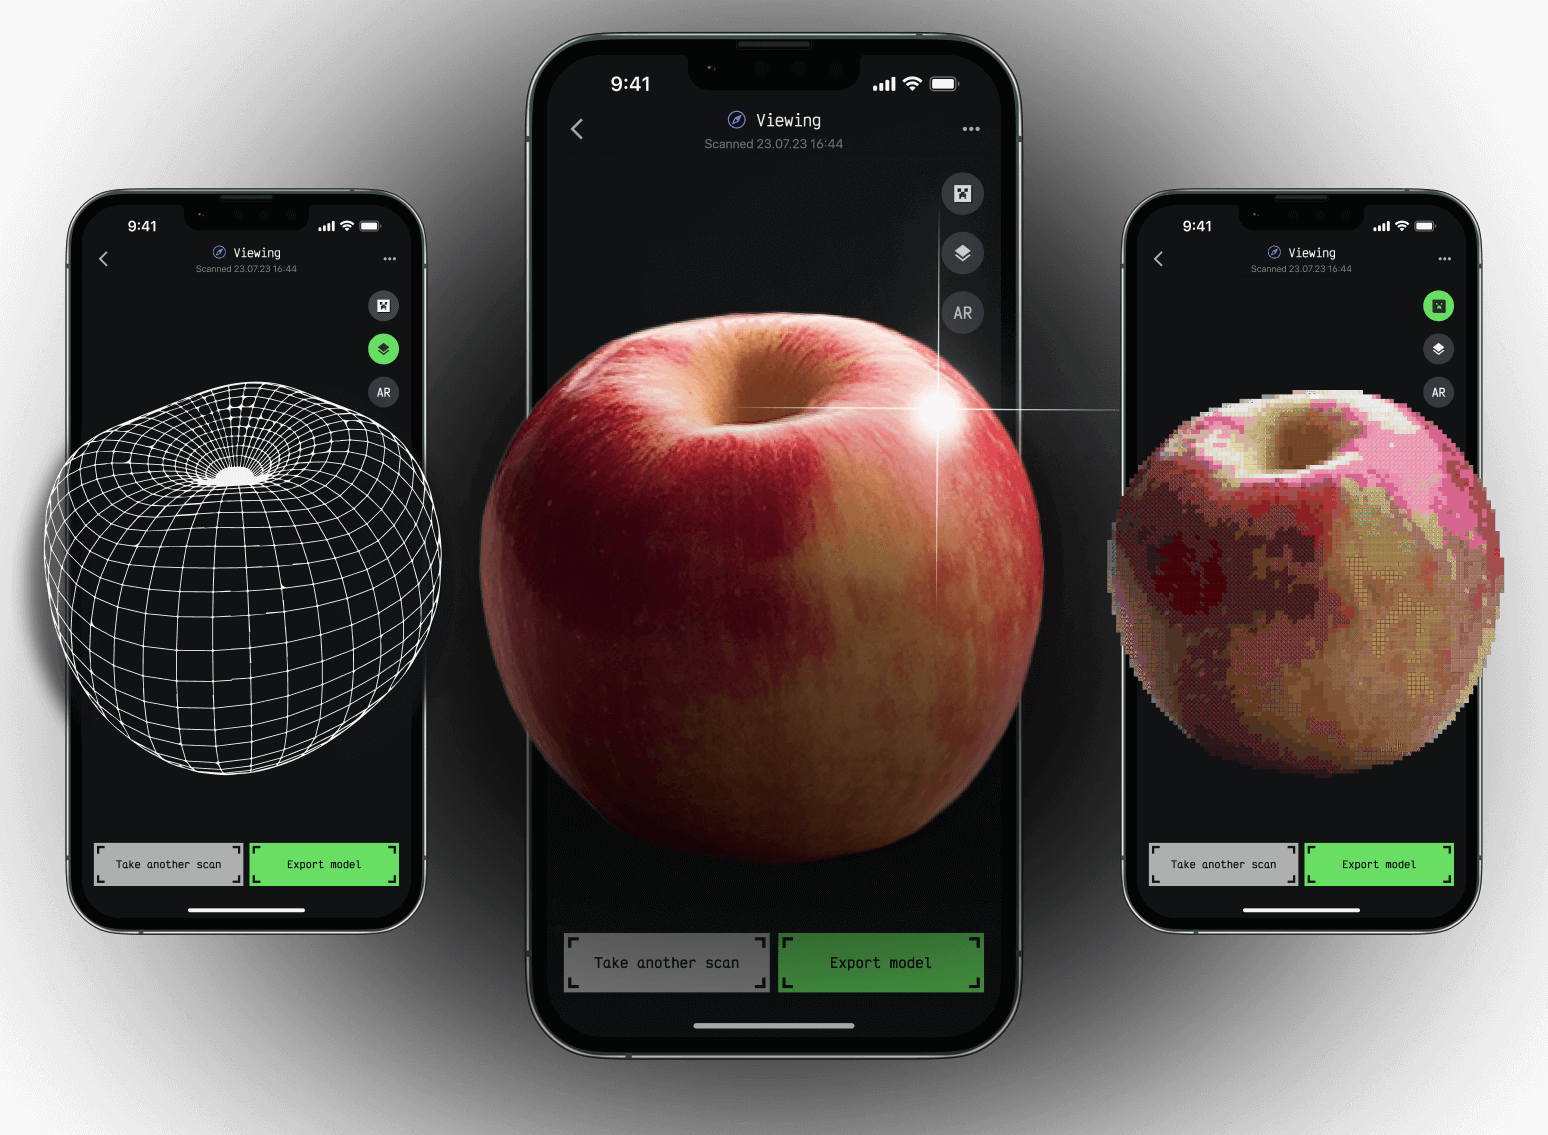 9:41
Viewing
Scanned 23.07.23 16:44
AR
Take another scan
Export model
9:41
Viewing
Scanned 23.07.23 16:44
AR
Take another scan
Export model
9:41
Viewing
Scanned 23.07.23 16:44
AR
Take another scan
Export model